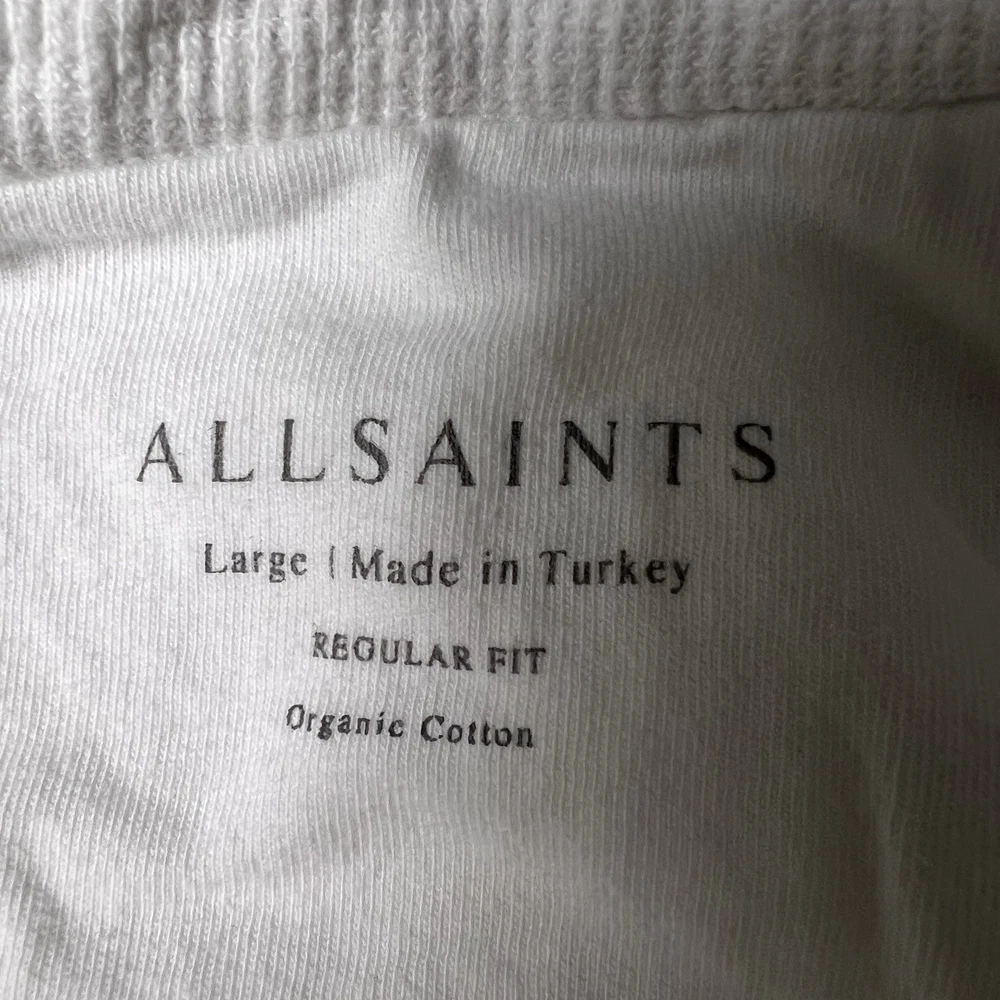 ALLSAINTS
Large | Made in Turkey
REGULAR FIT
Organic Cotton